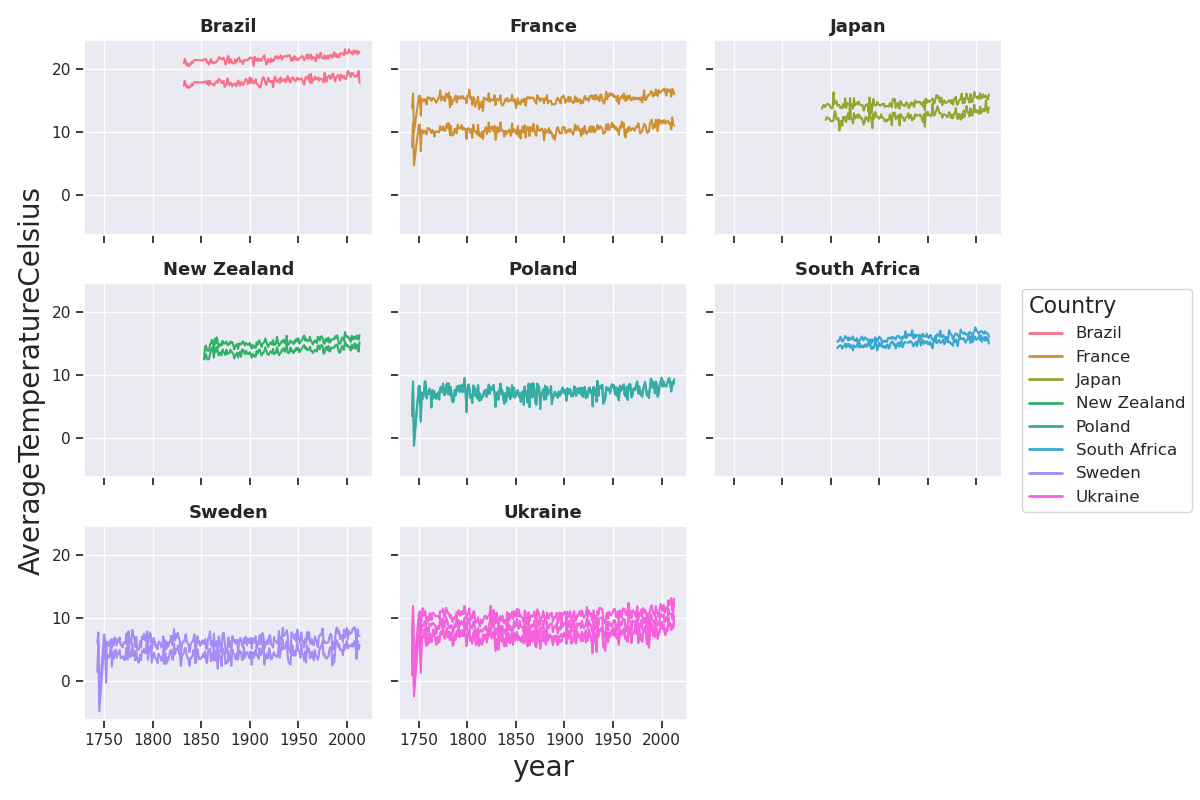 Brazil
France
Japan
20
10
0
New Zealand
Poland
South Africa
20
10
0
Sweden
Ukraine
20
10
0
1750 1800 1850 1900 1950 2000
1750 1800 1850 1900 1950 2000
AverageTemperatureCelsius
year
Country
Brazil
France
Japan
New Zealand
Poland
South Africa
Sweden
Ukraine